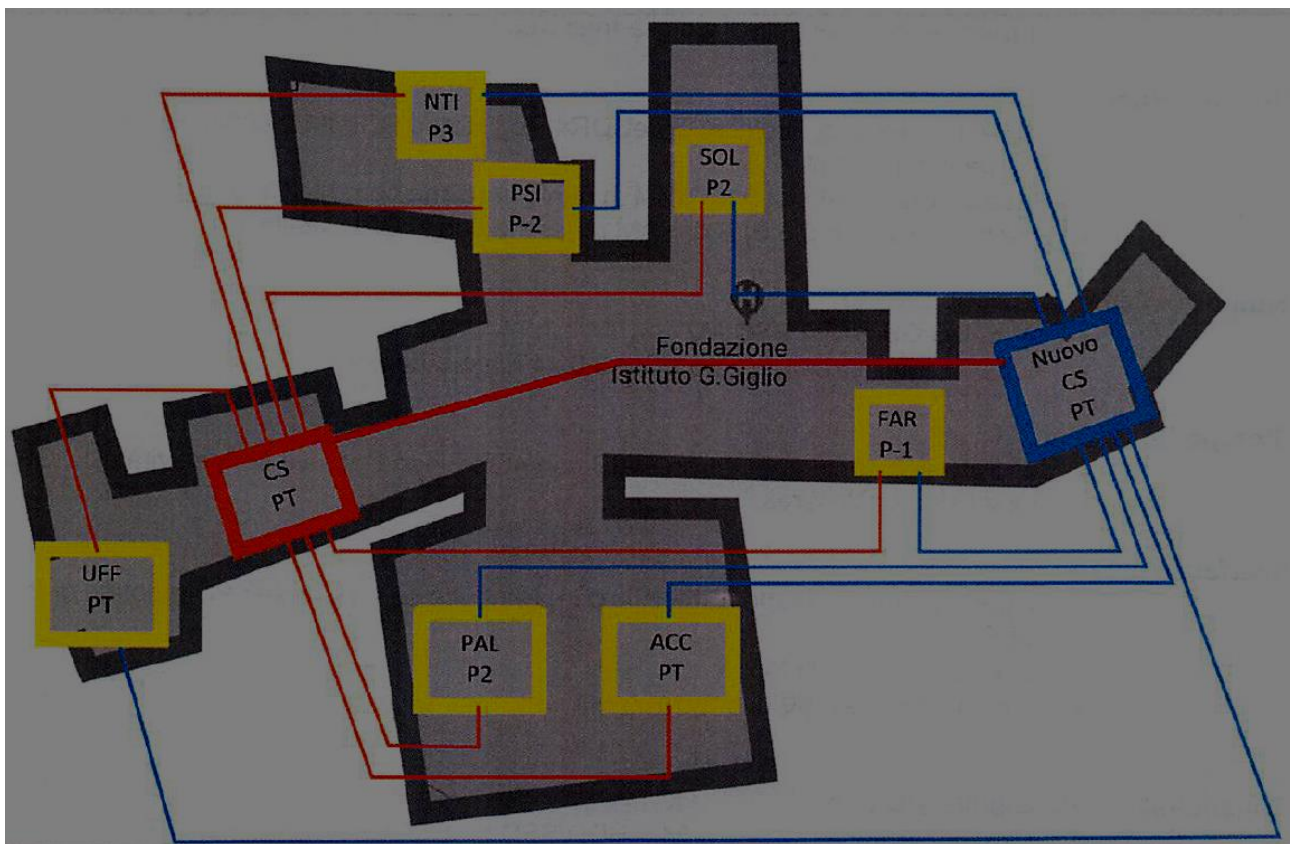 NTI
P3
PSI
P-2
SOL
P2
Fondazione
Istituto G.Giglio
Nuovo
CS
PT
FAR
P-1
CS
PT
UFF
PT
PAL
P2
ACC
PT